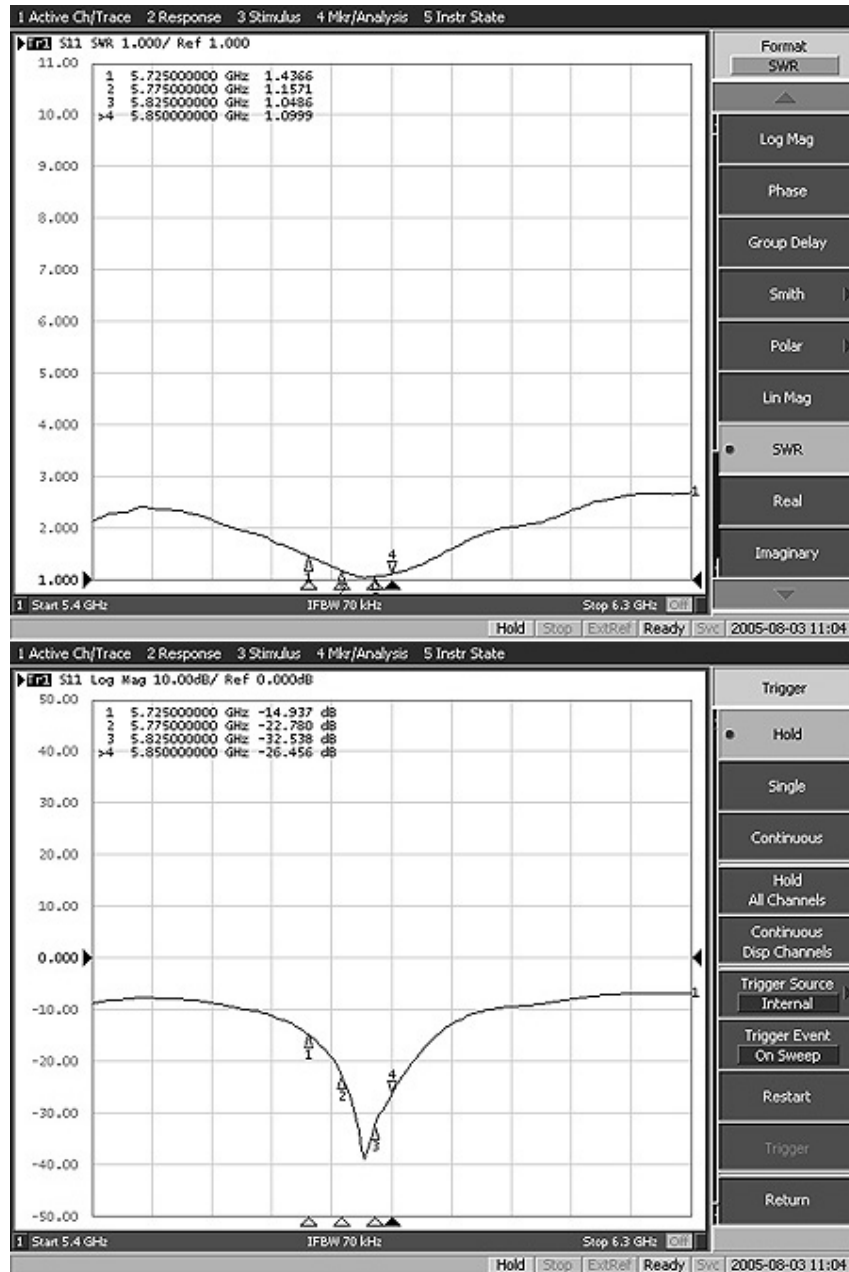 1 Active Ch/Trace 2 Response 3 Stimulus 4 Mkr/Analysis 5 Instr State
Tr1 S11 SWR 1.000/ Ref 1.000
11.00
1 5.725000000 GHz 1.4366
2 5.775000000 GHz 1.1571
3 5.825000000 GHz 1.0486
>4 5.850000000 GHz 1.0999
10.00
9.000
8.000
7.000
6.000
5.000
4.000
3.000
2.000
1.000
1
4
1
1 Start 5.4 GHz IFBW 70 kHz Stop 6.3 GHz Off
Format
SWR
Log Mag
Phase
Group Delay
Smith
Polar
Lin Mag
SWR
Real
Imaginary
Hold Stop ExtRef Ready Svc 2005-08-03 11:04
1 Active Ch/Trace 2 Response 3 Stimulus 4 Mkr/Analysis 5 Instr State
Tr1 S11 Log Mag 10.00dB/ Ref 0.000dB
50.00
1 5.725000000 GHz -14.937 dB
2 5.775000000 GHz -22.780 dB
3 5.825000000 GHz -32.538 dB
>4 5.850000000 GHz -26.456 dB
40.00
30.00
20.00
10.00
0.000
-10.00
-20.00
-30.00
-40.00
-50.00
1
1
2
3
4
1 Start 5.4 GHz IFBW 70 kHz Stop 6.3 GHz Off
Trigger
Hold
Single
Continuous
Hold
All Channels
Continuous
Disp Channels
Trigger Source
Internal
Trigger Event
On Sweep
Restart
Trigger
Return
Hold Stop ExtRef Ready Svc 2005-08-03 11:04